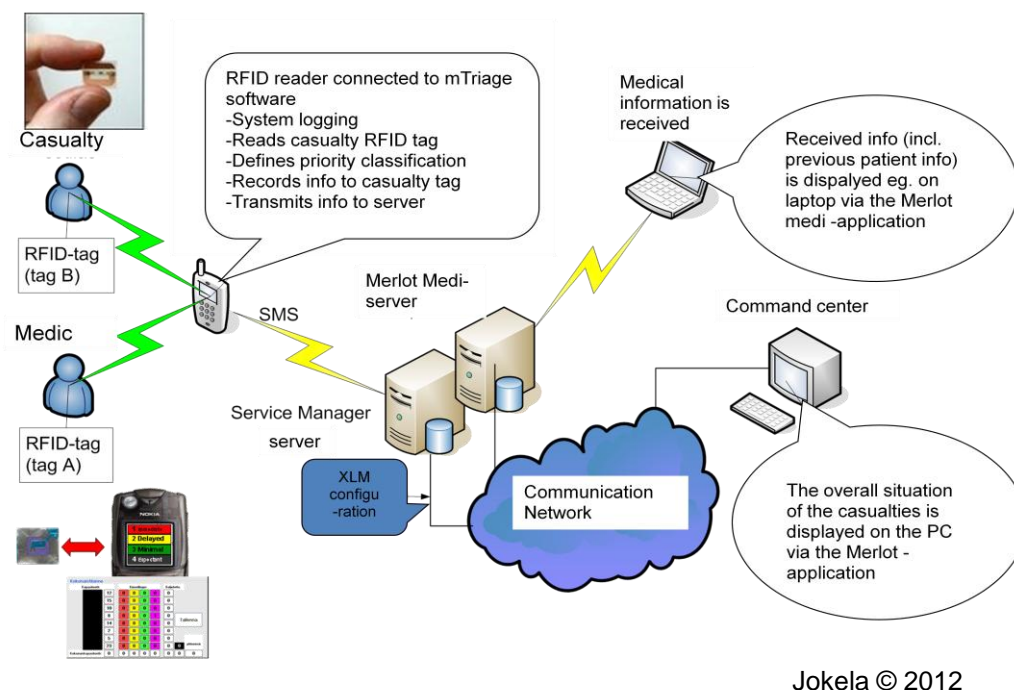 RFID reader connected to mTriage
software
-System logging
-Reads casualty RFID tag
-Defines priority classification
-Records info to casualty tag
-Transmits info to server
Casualty
RFID-tag
(tag B)
Medic
RFID-tag
(tag A)
SMS
Merlot Medi-
server
Service Manager
server
XLM
configu
-ration
Communication
Network
Medical
information is
received
Received info (incl.
previous patient info)
is dispalyed eg. on
laptop via the Merlot
medi -application
Command center
The overall situation
of the casualties is
displayed on the PC
via the Merlot -
application
NOKIA
2 Delayed
3 Minimal
Jokela © 2012